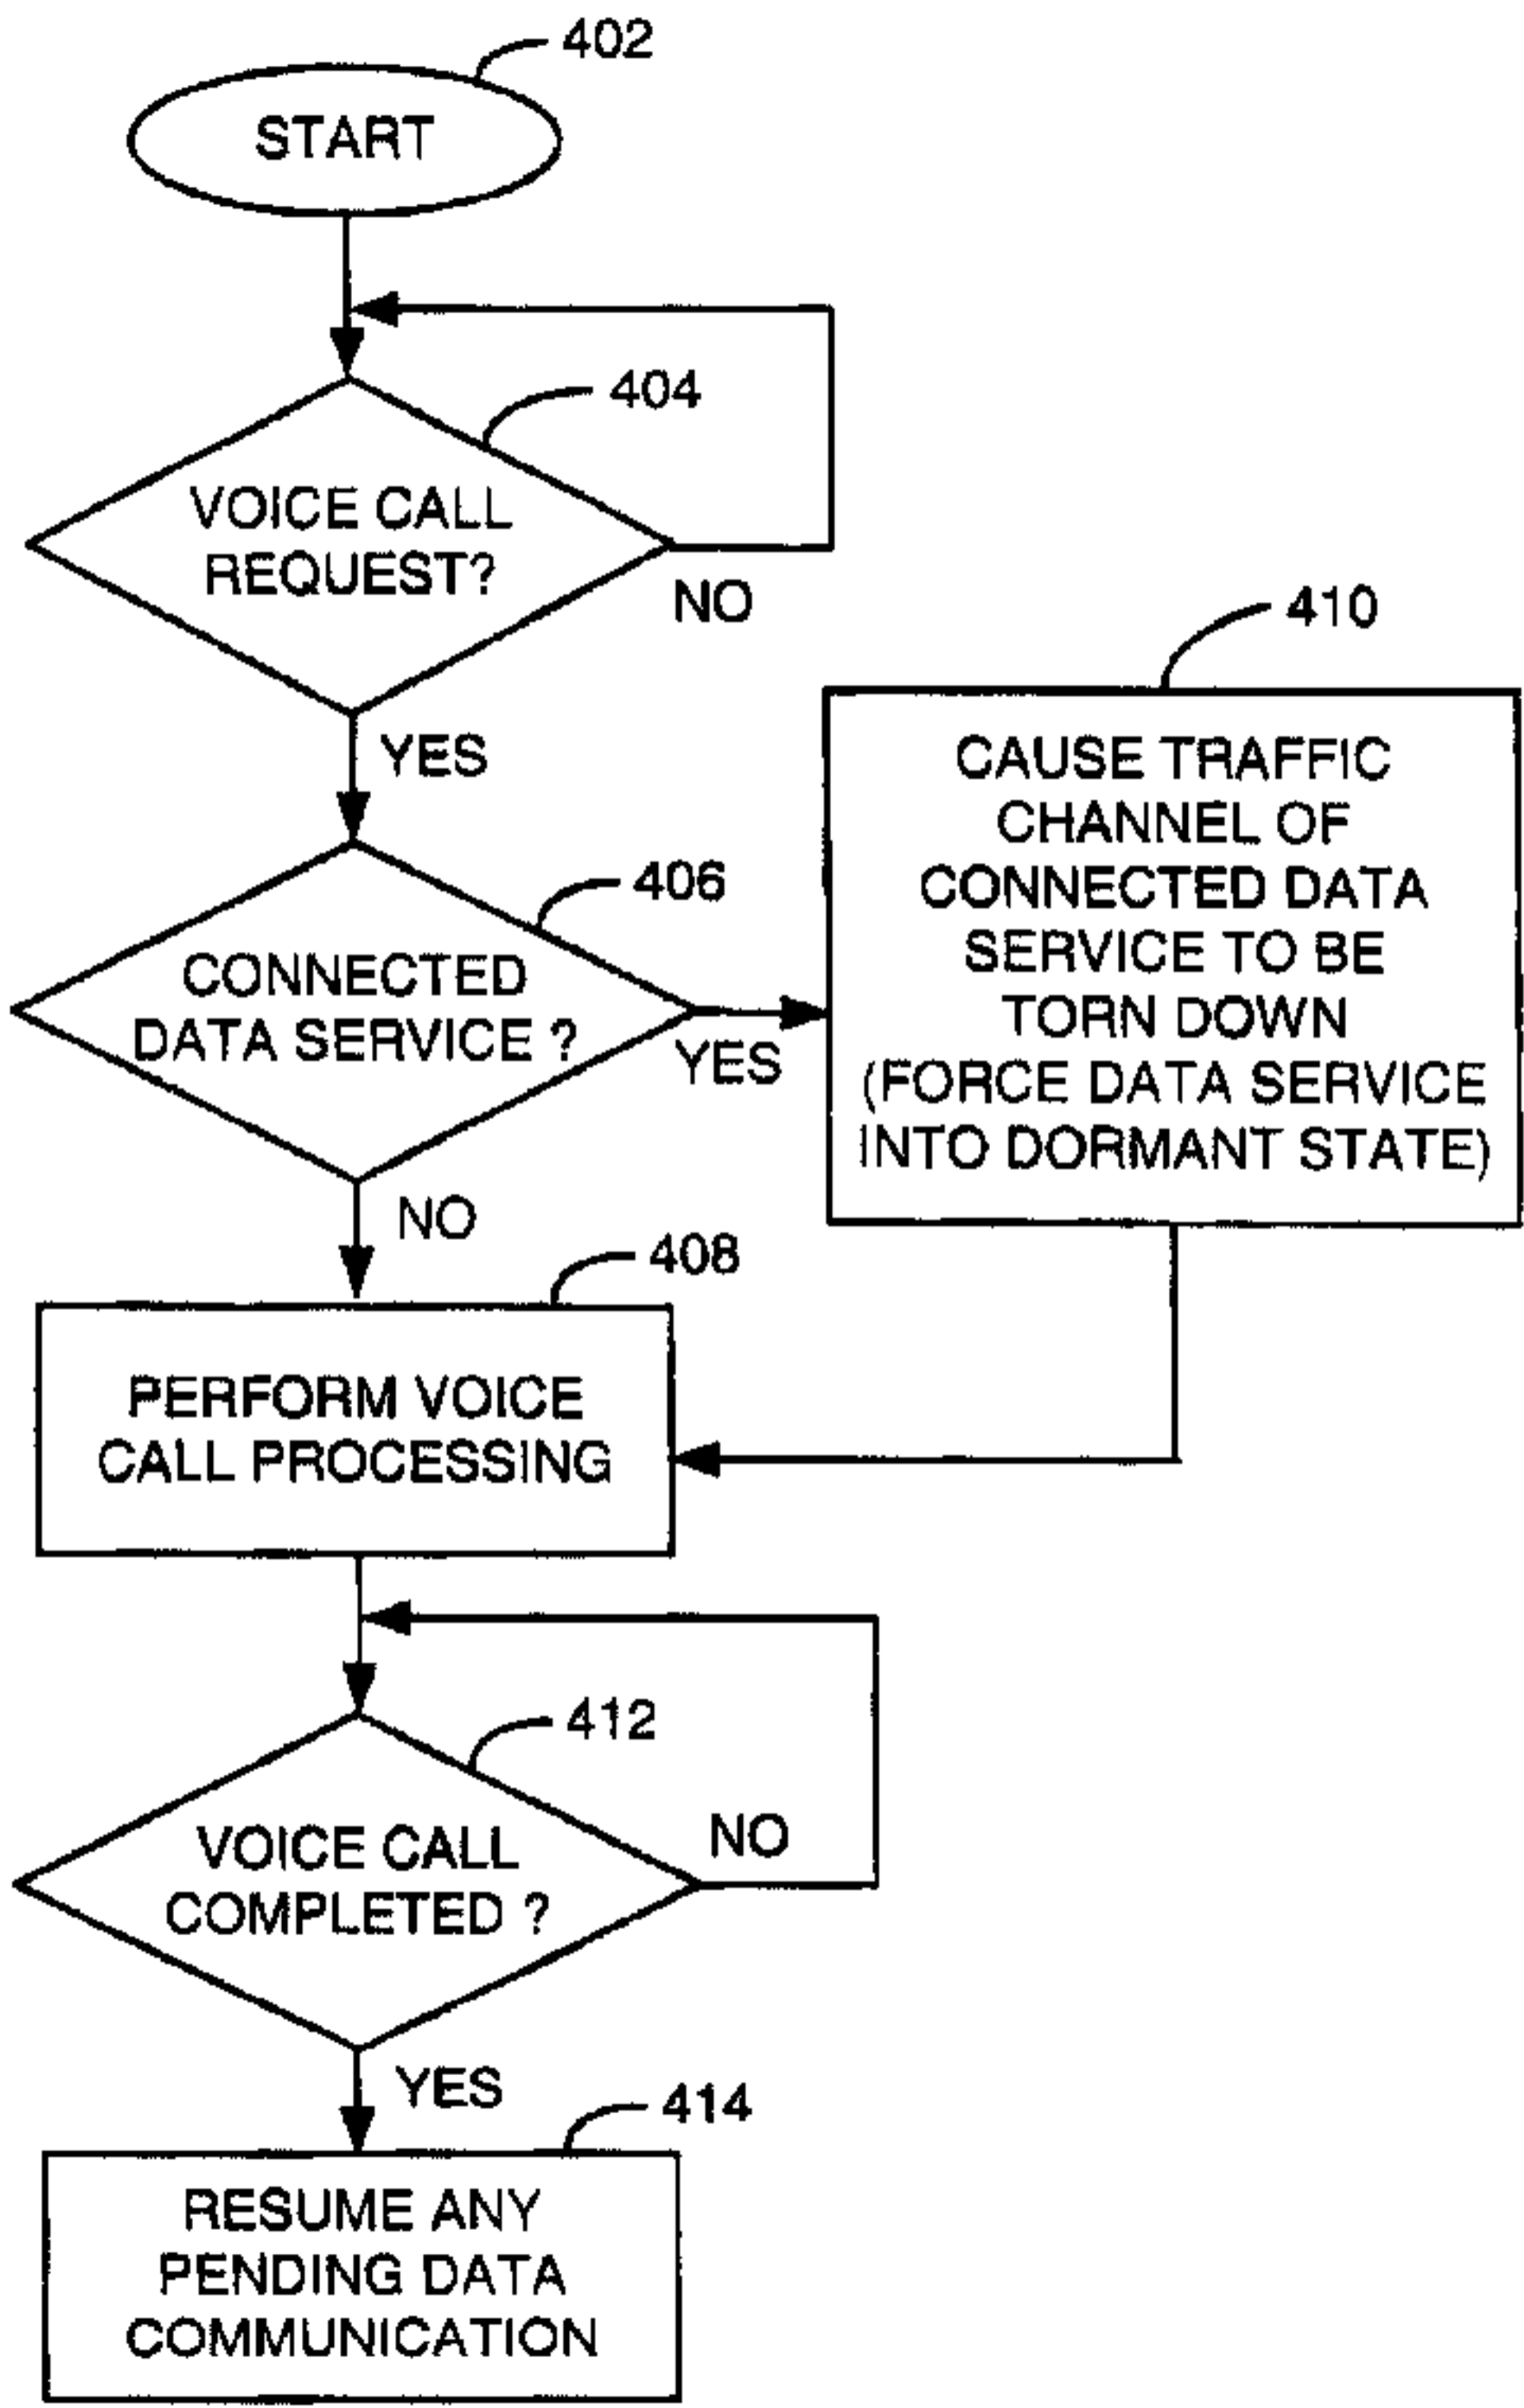 402
START
404
VOICE CALL
REQUEST?
NO
YES
406
CONNECTED
DATA SERVICE ?
YES
NO
410
CAUSE TRAFFIC
CHANNEL OF
CONNECTED DATA
SERVICE TO BE
TORN DOWN
(FORCE DATA SERVICE
INTO DORMANT STATE)
408
PERFORM VOICE
CALL PROCESSING
412
VOICE CALL
COMPLETED ?
NO
YES
414
RESUME ANY
PENDING DATA
COMMUNICATION